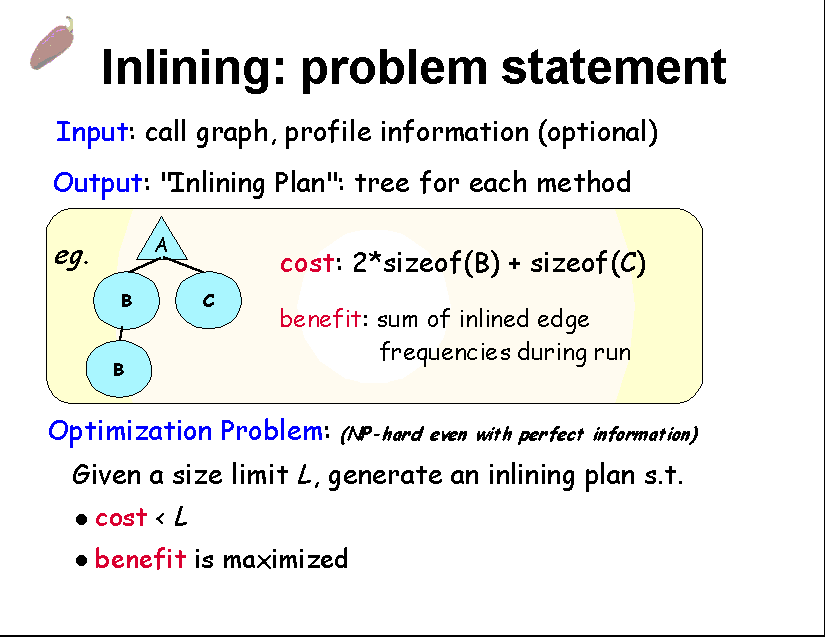 Inlining: problem statement
Input: call graph, profile information (optional)
Output: "Inlining Plan": tree for each method
eg.
A
B
C
B
cost: 2*sizeof(B) + sizeof(C)
benefit: sum of inlined edge
frequencies during run
Optimization Problem: (NP-hard even with perfect information)
Given a size limit L, generate an inlining plan s.t.
● cost < L
● benefit is maximized